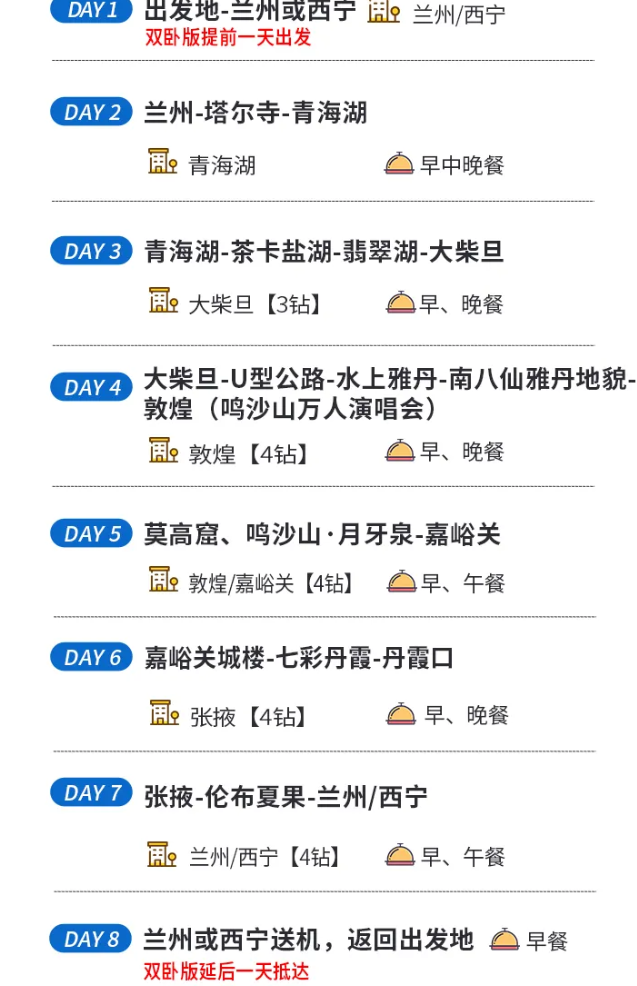 DAY 1 出发地-兰州或西宁 兰州/西宁
双卧版提前一天出发
DAY 2 兰州-塔尔寺-青海湖
青海湖 早中晚餐
DAY 3 青海湖-茶卡盐湖-翡翠湖-大柴旦
大柴旦【3钻】 早、晚餐
DAY 4 大柴旦-U型公路-水上雅丹-南八仙雅丹地貌-
敦煌（鸣沙山万人演唱会）
敦煌【4钻】 早、晚餐
DAY 5 莫高窟、鸣沙山·月牙泉-嘉峪关
敦煌/嘉峪关【4钻】 早、午餐
DAY 6 嘉峪关城楼-七彩丹霞-丹霞口
张掖【4钻】 早、晚餐
DAY 7 张掖-伦布夏果-兰州/西宁
兰州/西宁【4钻】 早、午餐
DAY 8 兰州或西宁送机，返回出发地 早餐
双卧版延后一天抵达